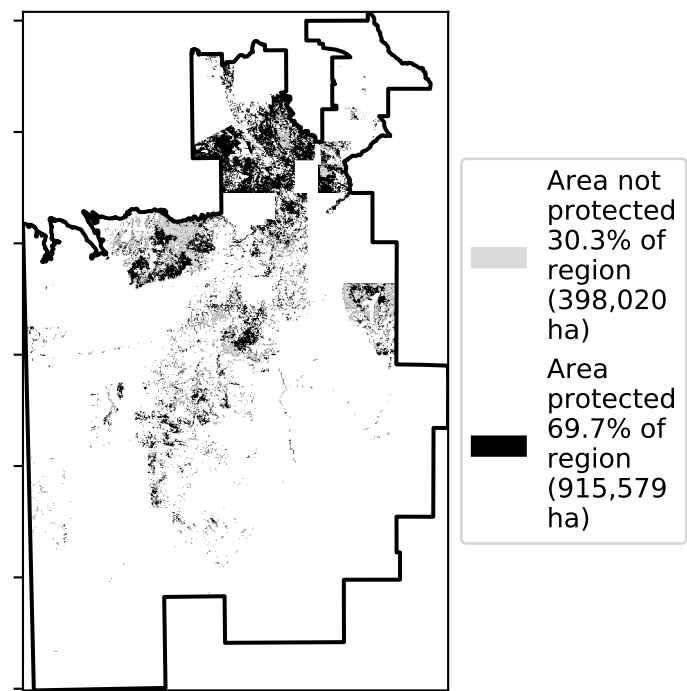 Area not
protected
30.3% of
region
(398,020
ha)
Area
protected
69.7% of
region
(915,579
ha)